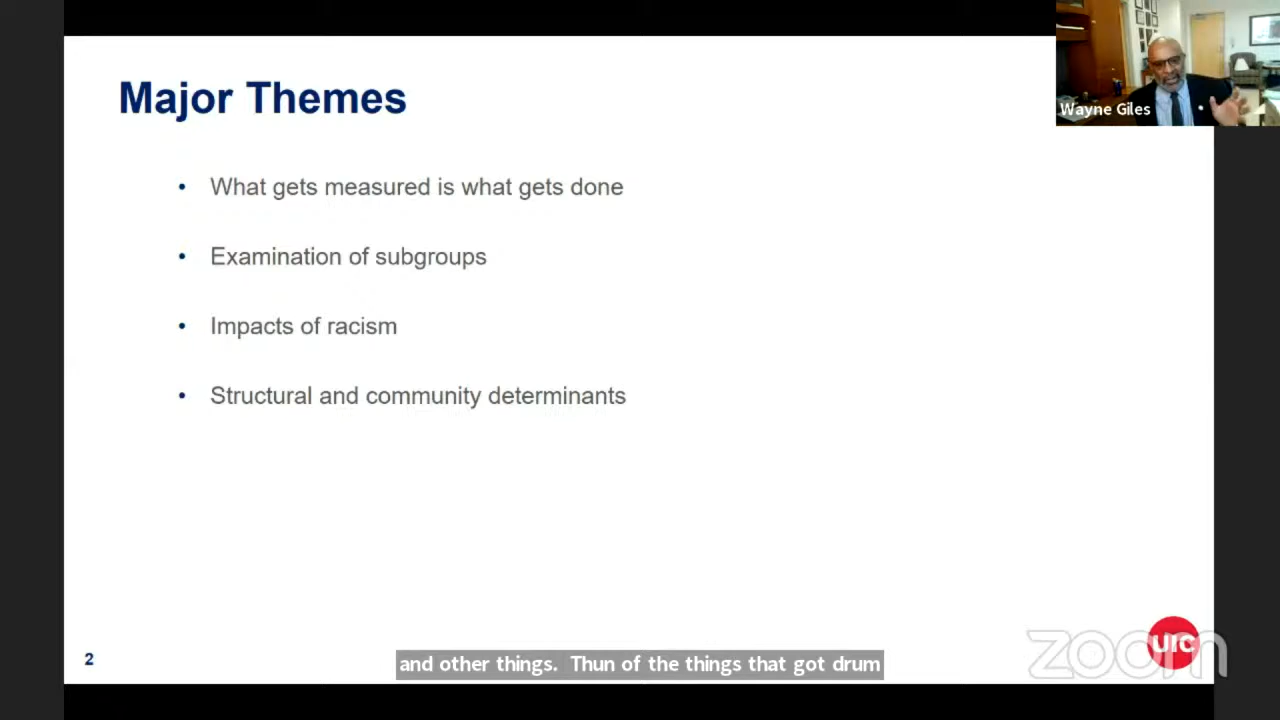 Major Themes
Wayne Giles
• What gets measured is what gets done
• Examination of subgroups
• Impacts of racism
• Structural and community determinants
2
and other things. Thun of the things that got drum
zoom
UIC